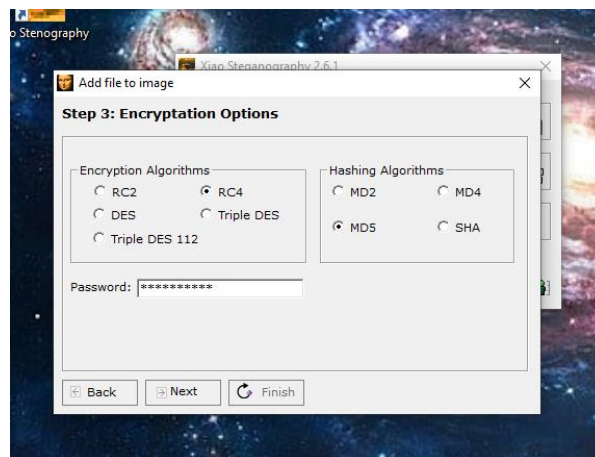 o Stenography
Xiao Steganography 2.6.1
Add file to image
Step 3: Encryptation Options
Encryption Algorithms
RC2 RC4
DES Triple DES
Triple DES 112
Hashing Algorithms
MD2 MD4
MD5 SHA
Password: **********
Back Next Finish